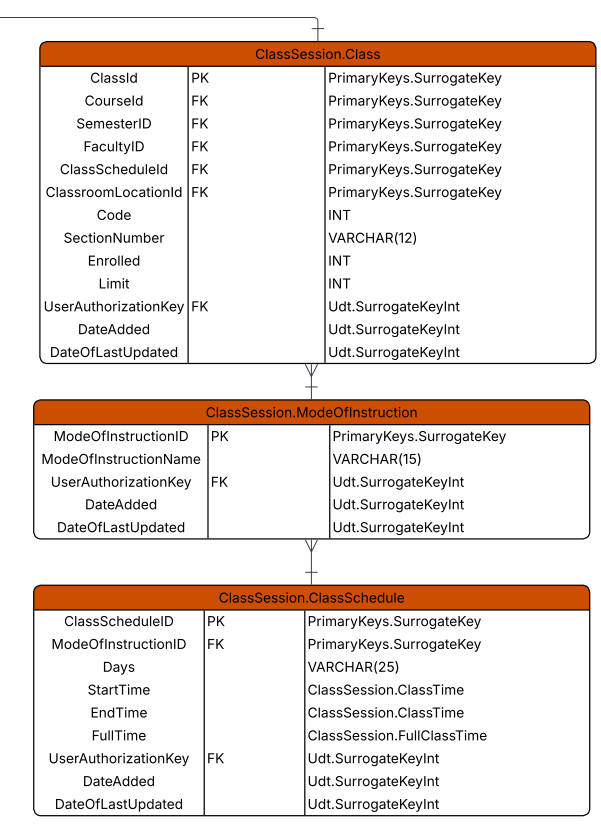 ClassSession.Class
ClassId PK PrimaryKeys.SurrogateKey
CourseId FK PrimaryKeys.SurrogateKey
SemesterID FK PrimaryKeys.SurrogateKey
FacultyID FK PrimaryKeys.SurrogateKey
ClassScheduleId FK PrimaryKeys.SurrogateKey
ClassroomLocationId FK PrimaryKeys.SurrogateKey
Code INT
SectionNumber VARCHAR(12)
Enrolled INT
Limit INT
UserAuthorizationKey FK Udt.SurrogateKeyInt
DateAdded Udt.SurrogateKeyInt
DateOfLastUpdated Udt.SurrogateKeyInt
ClassSession.ModeOfInstruction
ModeOfInstructionID PK PrimaryKeys.SurrogateKey
ModeOfInstructionName VARCHAR(15)
UserAuthorizationKey FK Udt.SurrogateKeyInt
DateAdded Udt.SurrogateKeyInt
DateOfLastUpdated Udt.SurrogateKeyInt
ClassSession.ClassSchedule
ClassScheduleID PK PrimaryKeys.SurrogateKey
ModeOfInstructionID FK PrimaryKeys.SurrogateKey
Days VARCHAR(25)
StartTime ClassSession.ClassTime
EndTime ClassSession.ClassTime
FullTime ClassSession.FullClassTime
UserAuthorizationKey FK Udt.SurrogateKeyInt
DateAdded Udt.SurrogateKeyInt
DateOfLastUpdated Udt.SurrogateKeyInt